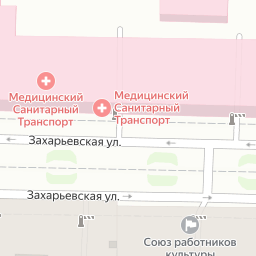 Медицинский
Санитарный
Транспорт
Медицинский
Санитарный
Транспорт
Захарьевская ул.
Захарьевская ул.
Союз работников
культуры